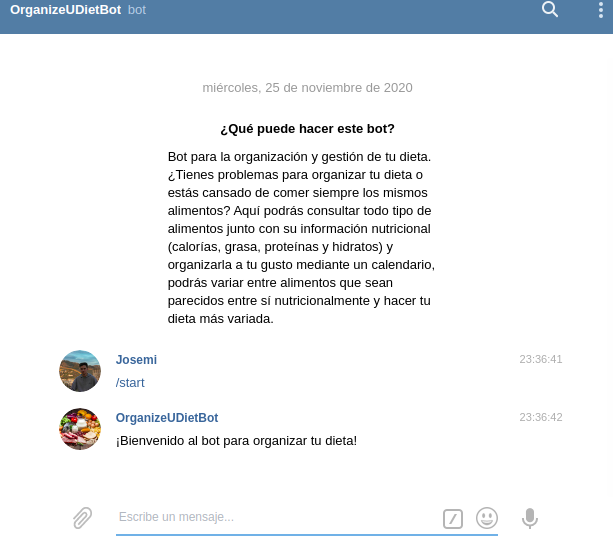 OrganizeUDietBot bot
miércoles, 25 de noviembre de 2020
¿Qué puede hacer este bot?
Bot para la organización y gestión de tu dieta.
¿Tienes problemas para organizar tu dieta o
estás cansado de comer siempre los mismos
alimentos? Aquí podrás consultar todo tipo de
alimentos junto con su información nutricional
(calorías, grasa, proteínas y hidratos) y
organizarla a tu gusto mediante un calendario,
podrás variar entre alimentos que sean
parecidos entre sí nutricionalmente y hacer tu
dieta más variada.
Josemi 23:36:41
/start
OrganizeUDietBot 23:36:42
¡Bienvenido al bot para organizar tu dieta!
Escribe un mensaje...